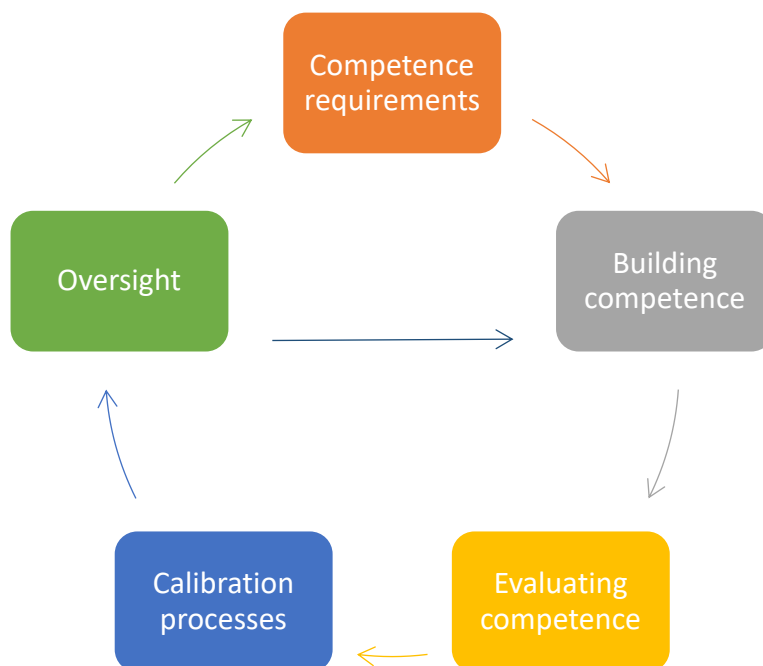 Competence
requirements
Building
competence
Evaluating
competence
Calibration
processes
Oversight